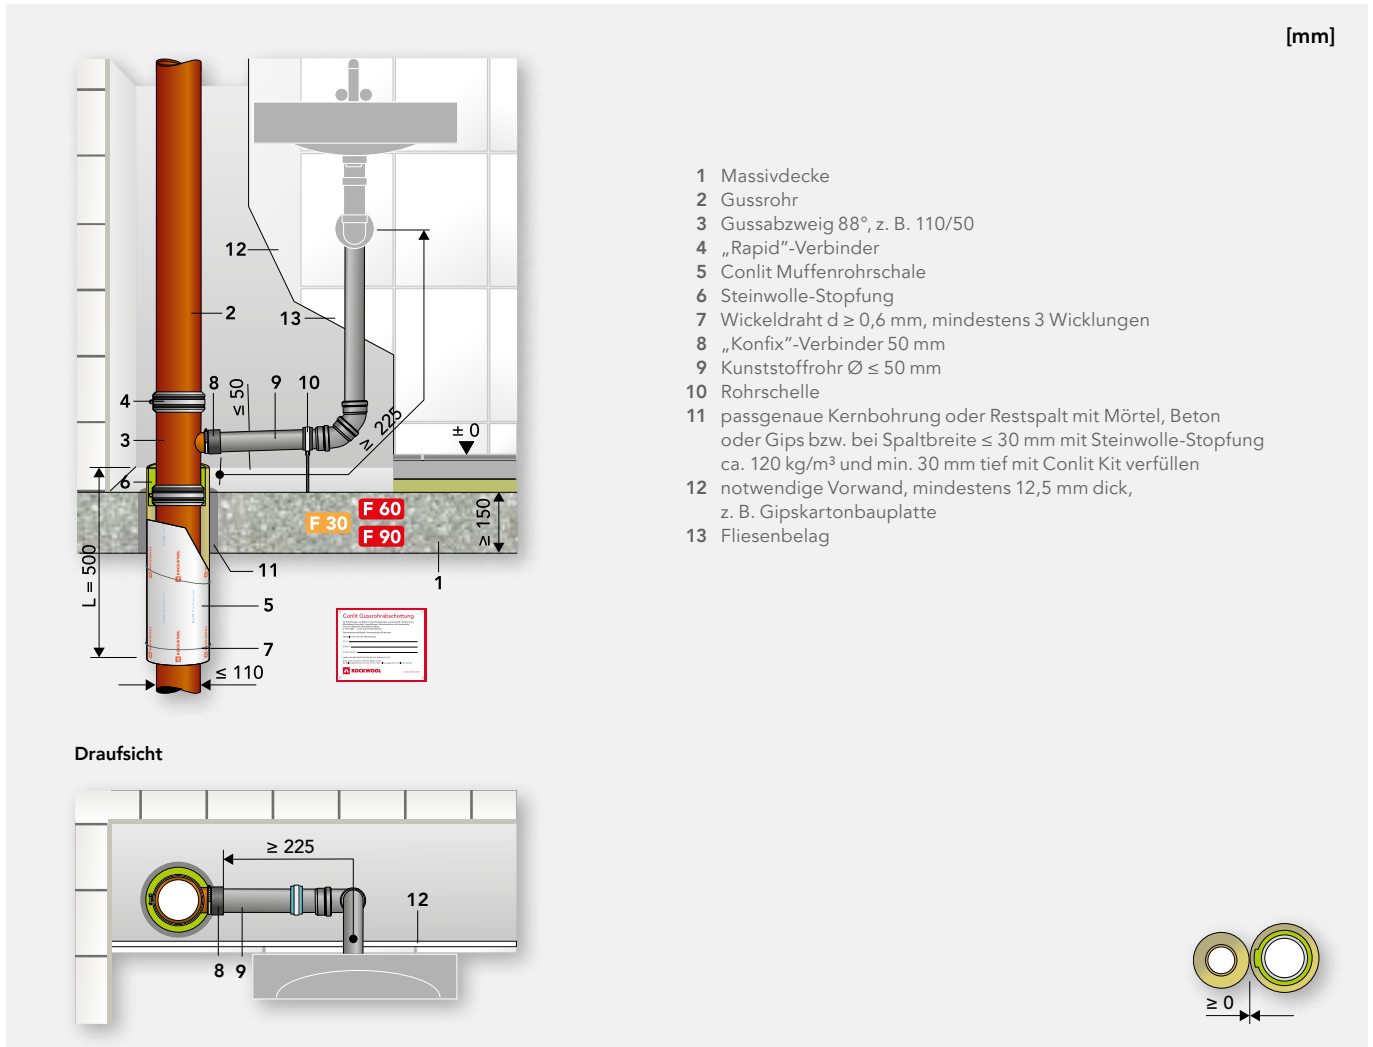 [mm]
12
2
13
8
≤ 50
9
10
4
3
≥ 225
± 0
6
F 30
F 60
F 90
≥ 150
L = 500
11
1
5
7
≤ 110
ROCKWOOL
ROCKWOOL
Conlit Gussrohrabschottung
ROCKWOOL
1 Massivdecke
2 Gussrohr
3 Gussabzweig 88°, z. B. 110/50
4 „Rapid”-Verbinder
5 Conlit Muffenrohrschale
6 Steinwolle-Stopfung
7 Wickeldraht d ≥ 0,6 mm, mindestens 3 Wicklungen
8 „Konfix”-Verbinder 50 mm
9 Kunststoffrohr Ø ≤ 50 mm
10 Rohrschelle
11 passgenaue Kernbohrung oder Restspalt mit Mörtel, Beton
oder Gips bzw. bei Spaltbreite ≤ 30 mm mit Steinwolle-Stopfung
ca. 120 kg/m³ und min. 30 mm tief mit Conlit Kit verfüllen
12 notwendige Vorwand, mindestens 12,5 mm dick,
z. B. Gipskartonbauplatte
13 Fliesenbelag
Draufsicht
≥ 225
12
8 9
≥ 0